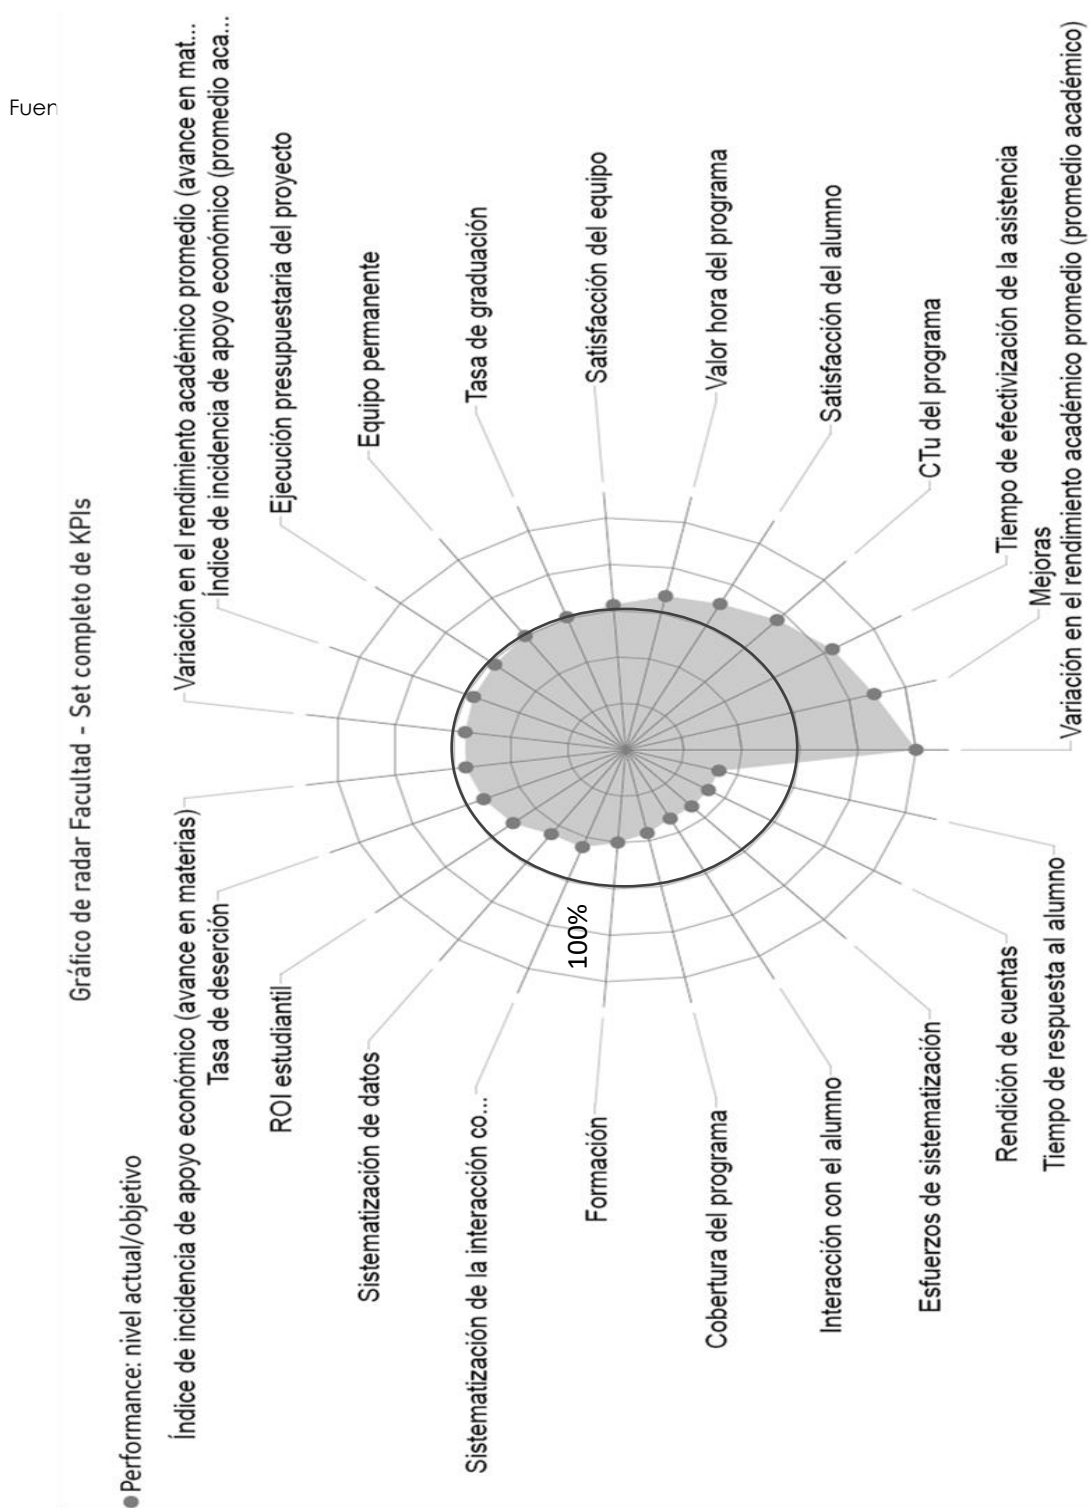 Fuen
Gráfico de radar Facultad - Set completo de KPIs
Performance: nivel actual/objetivo
Variación en el rendimiento académico promedio (promedio académico)
Mejoras
Tiempo de efectivización de la asistencia
CTu del programa
Satisfacción del alumno
Valor hora del programa
Satisfacción del equipo
Tasa de graduación
Equipo permanente
Ejecución presupuestaria del proyecto
Índice de incidencia de apoyo económico (promedio aca...
Variación en el rendimiento académico promedio (avance en mat...
Índice de incidencia de apoyo económico (avance en materias)
Tasa de deserción
ROI estudiantil
Sistematización de datos
Sistematización de la interacción co...
Formación
Cobertura del programa
Interacción con el alumno
Esfuerzos de sistematización
Rendición de cuentas
Tiempo de respuesta al alumno
100%